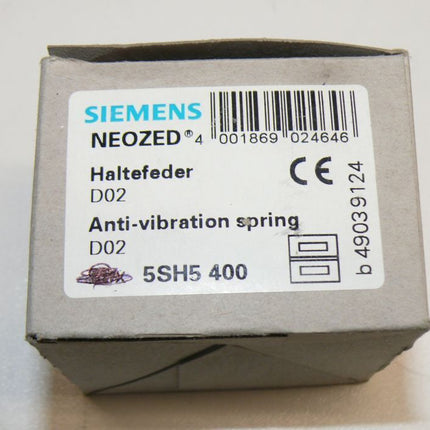 SIEMENS
NEOZED® 4 001869 024646
Haltefeder
D02
CE
Anti-vibration spring
D02
5SH5 400
b 49039124